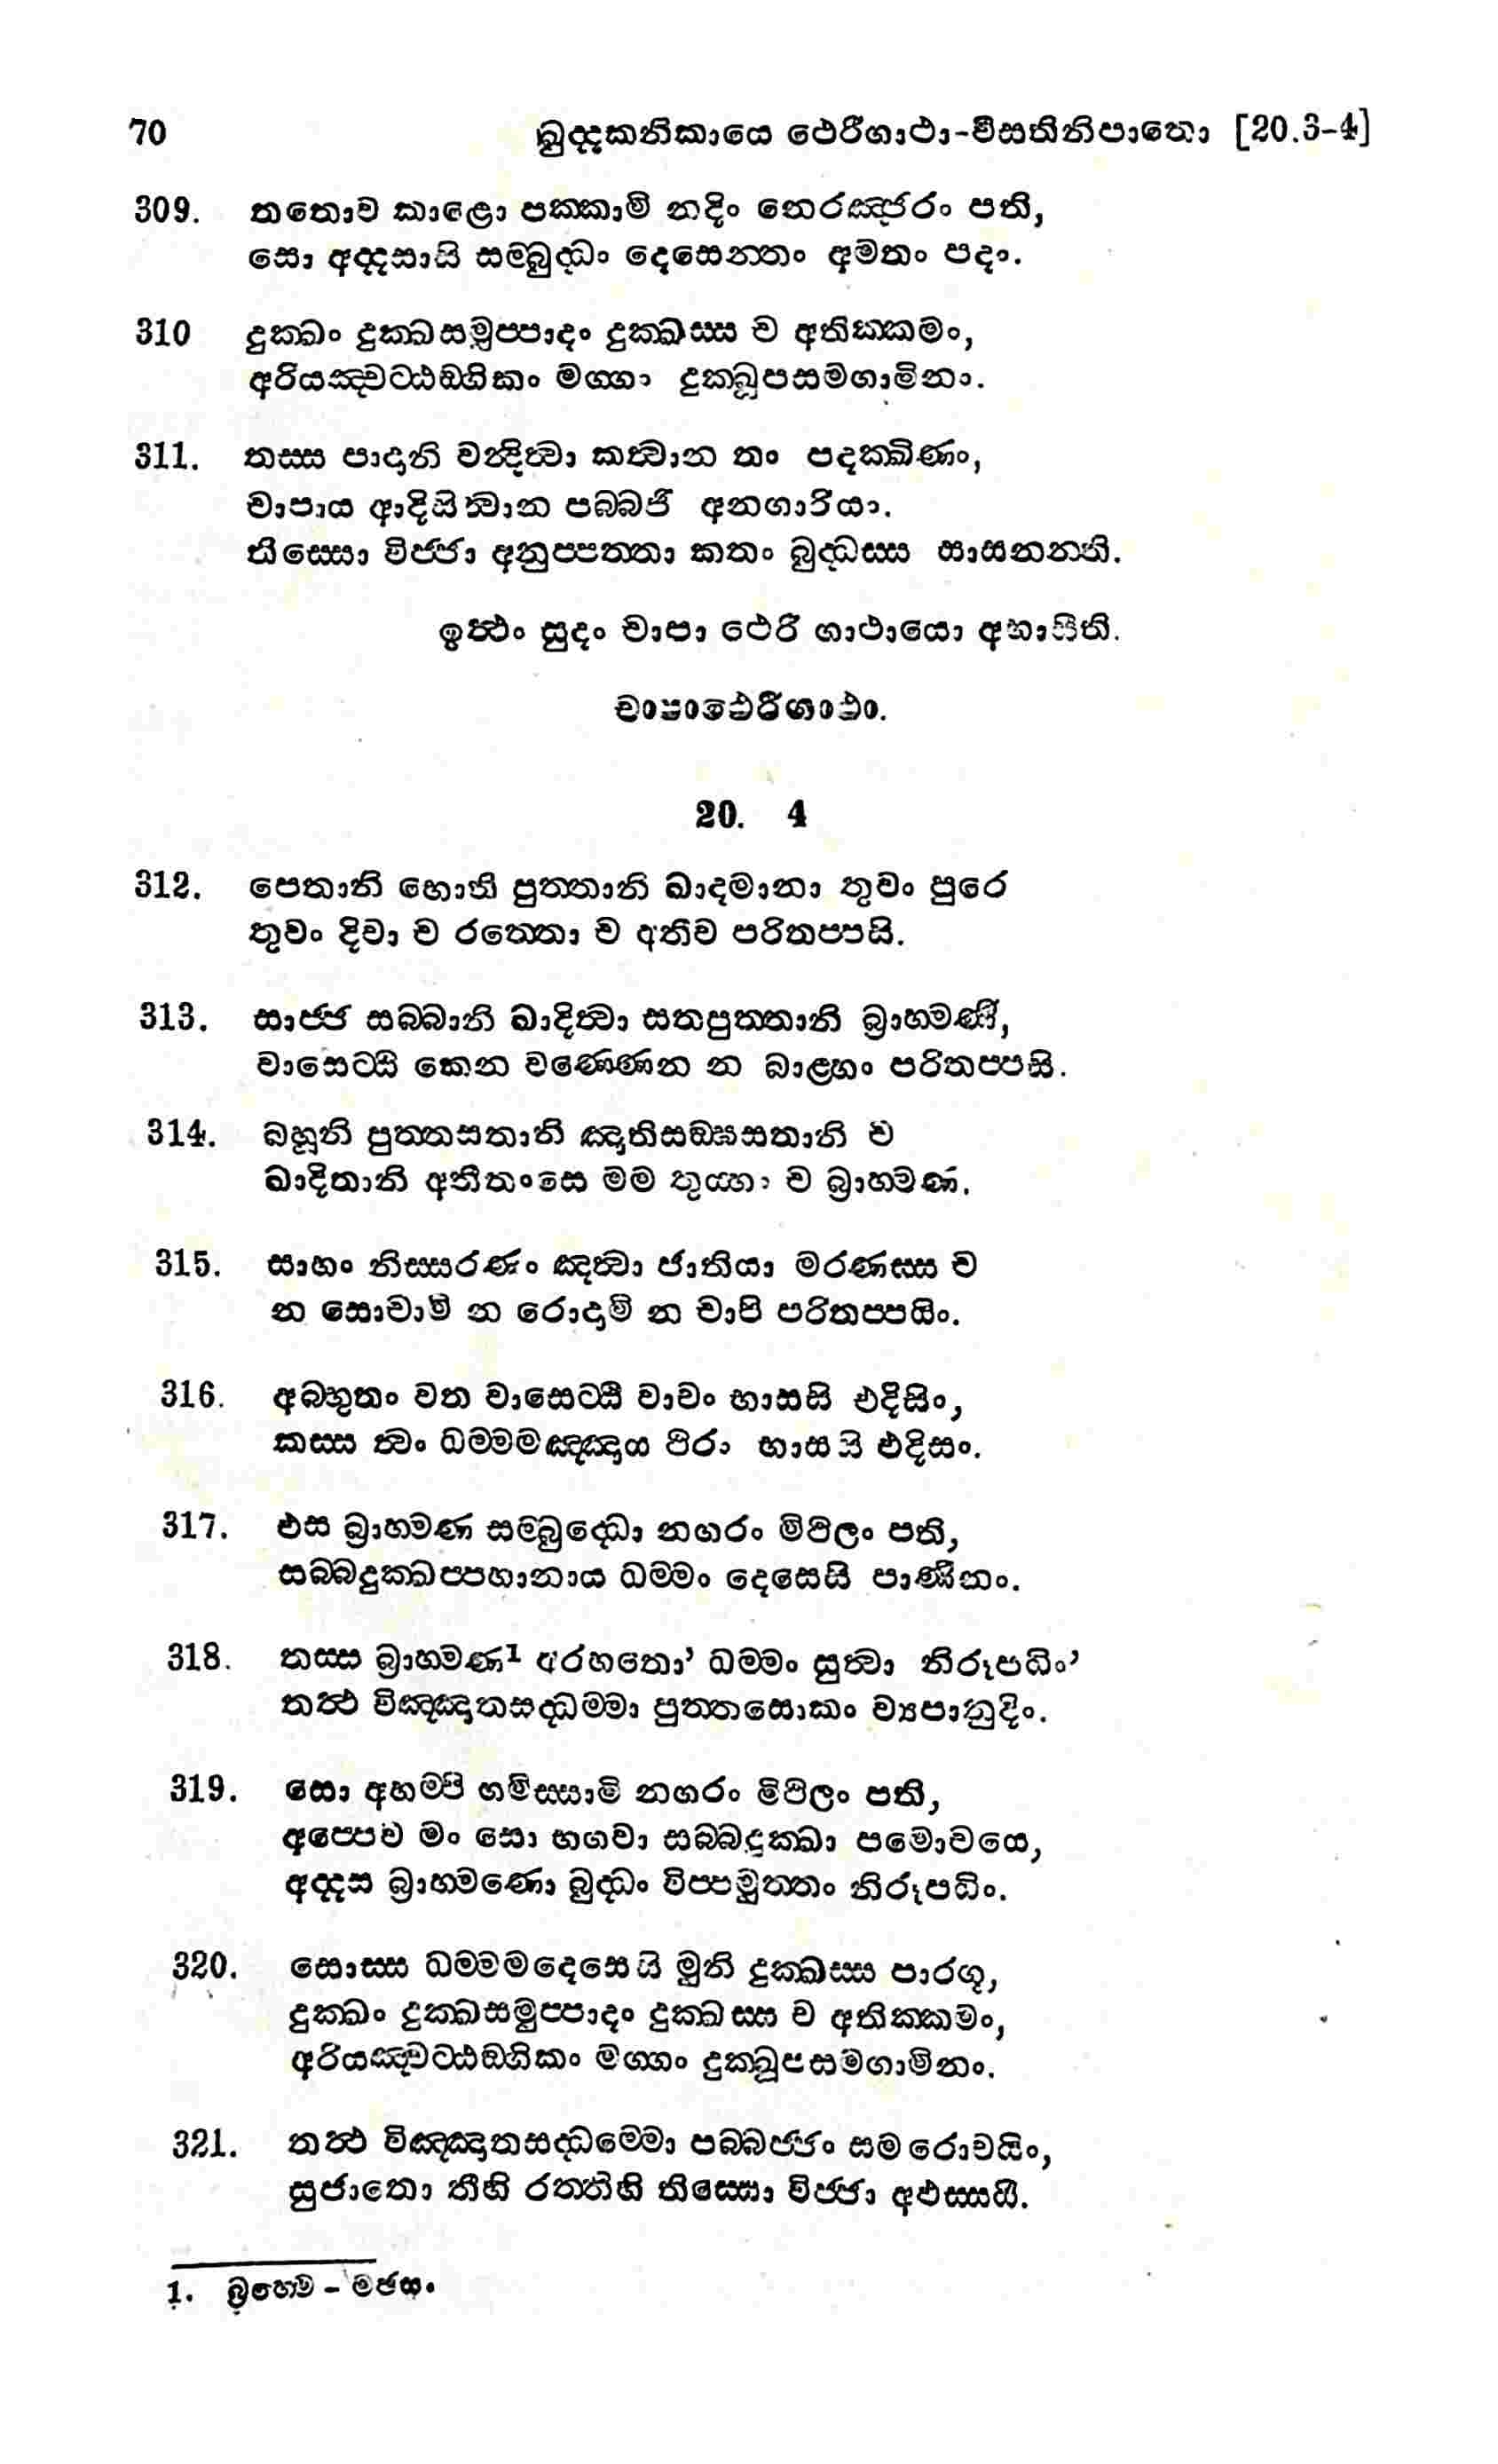 70 ඛුද්දකනිකායෙ ථෙරීගාථා-වීසතිනිපාතො [20.3-4]
309. තතොව කාළො පක්කාමි නදිං නෙරඤ්ජරං පති,
සො අද්දසාසි සම්බුද්ධං දෙසෙන්තං අමතං පදං.
310 දුක්ඛං දුක්ඛසමුප්පාදං දුක්ඛස්ස ච අතික්කමං,
අරියඤ්චට්ඨඞ්ගිකං මග්ගං දුක්ඛූපසමගාමිනං.
311. තස්ස පාදානි වන්දිත්වා කත්වාන තං පදක්ඛිණං,
චාපාය ආදිසිත්වාන පබ්බජිං අනගාරියං.
තිස්සො විජ්ජා අනුප්පත්තා කතං බුද්ධස්ස සාසනන්ති.
ඉත්ථං සුදං චාපා ථෙරී ගාථායො අභාසීති.
චාපාථෙරීගාථා.
20. 4
312. පෙතානි හොති පුත්තානි ඛාදමානා තුවං පුරෙ
තුවං දිවා ච රත්තො ච අතීව පරිතප්පසි.
313. සාජ්ජ සබ්බානි ඛාදිත්වා සතපුත්තානි බ්‍රාහ්මණී,
වාසෙට්ඨි කෙන වණ්ණෙන න බාළ්හං පරිතප්පසි.
314. බහූනි පුත්තසතානි ඤාතිසඞ්ඝසතානි ච
ඛාදිතානි අතීතංසෙ මම තුය්හං ච බ්‍රාහ්මණ.
315. සාහං නිස්සරණං ඤත්වා ජාතියා මරණස්ස ච
න සොචාමි න රොදාමි න චාපි පරිතප්පයිං.
316. අබ්භුතං වත වාසෙට්ඨී වාචං භාසසි එදිසිං,
කස්ස ත්වං ධම්මමඤ්ඤාය ථිරං භාසසි එදිසං.
317. එස බ්‍රාහ්මණ සම්බුද්ධො නගරං මිථිලං පති,
සබ්බදුක්ඛප්පහානාය ධම්මං දෙසෙසි පාණිනං.
318. තස්ස බ්‍රාහ්මණ¹ අරහතො’ ධම්මං සුත්වා නිරූපධිං’
තත්ථ විඤ්ඤාතසද්ධම්මා පුත්තසොකං ව්‍යපානුදිං.
319. සො අහම්පි ගමිස්සාමි නගරං මිථිලං පති,
අප්පෙව මං සො භගවා සබ්බදුක්ඛා පමොචයෙ,
අද්දස බ්‍රාහ්මණො බුද්ධං විප්පමුත්තං නිරූපධිං.
320. සොස්ස ධම්මමදෙසෙසි මුනි දුක්ඛස්ස පාරගූ,
දුක්ඛං දුක්ඛසමුප්පාදං දුක්ඛස්ස ච අතික්කමං,
අරියඤ්චට්ඨඞ්ගිකං මග්ගං දුක්ඛූපසමගාමිනං.
321. තත්ථ විඤ්ඤාතසද්ධම්මො පබ්බජ්ජං සමරොචයිං,
සුජාතො තීහි රත්තිහි තිස්සො විජ්ජා අඵස්සයි.
1. බ්‍රහ්මෙ - මජසං.